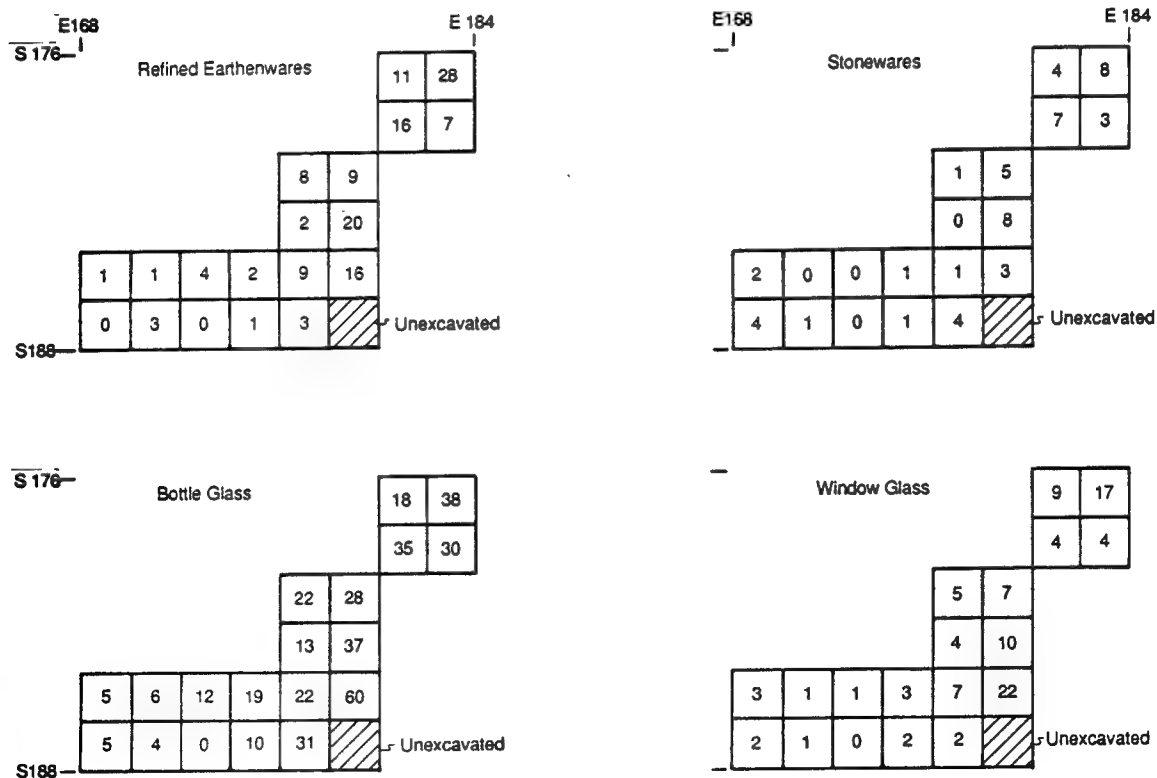 E168 E 184
S 176
Refined Earthenwares
11 28
16 7
8 9
2 20
1 1 4 2 9 16
0 3 0 1 3
Unexcavated
S188
E168 E 184
Stonewares
4 8
7 3
1 5
0 8
2 0 0 1 1 3
4 1 0 1 4
Unexcavated
S 176
Bottle Glass
18 38
35 30
22 28
13 37
5 6 12 19 22 60
5 4 0 10 31
Unexcavated
S188
Window Glass
9 17
4 4
5 7
4 10
3 1 1 3 7 22
2 1 0 2 2
Unexcavated